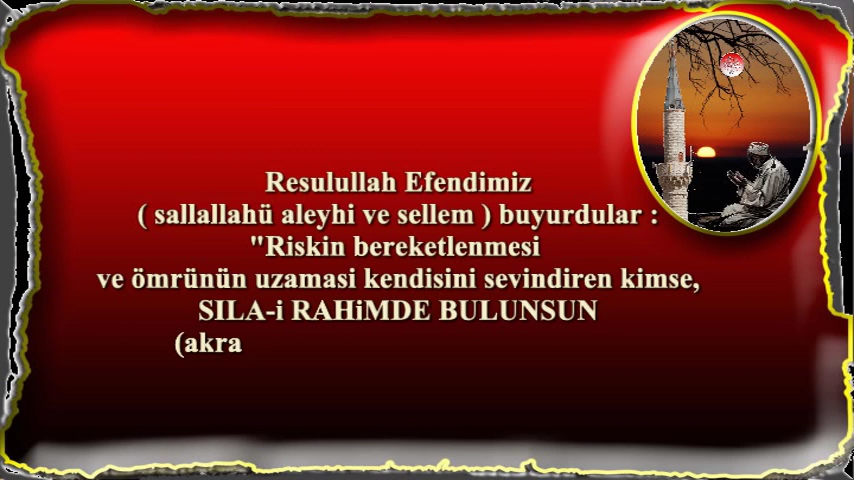 Resulullah Efendimiz
( sallallahü aleyhi ve sellem ) buyurdular :
"Riskin bereketlenmesi
ve ömrünün uzamasi kendisini sevindiren kimse,
SILA-i RAHiMDE BULUNSUN
(akra